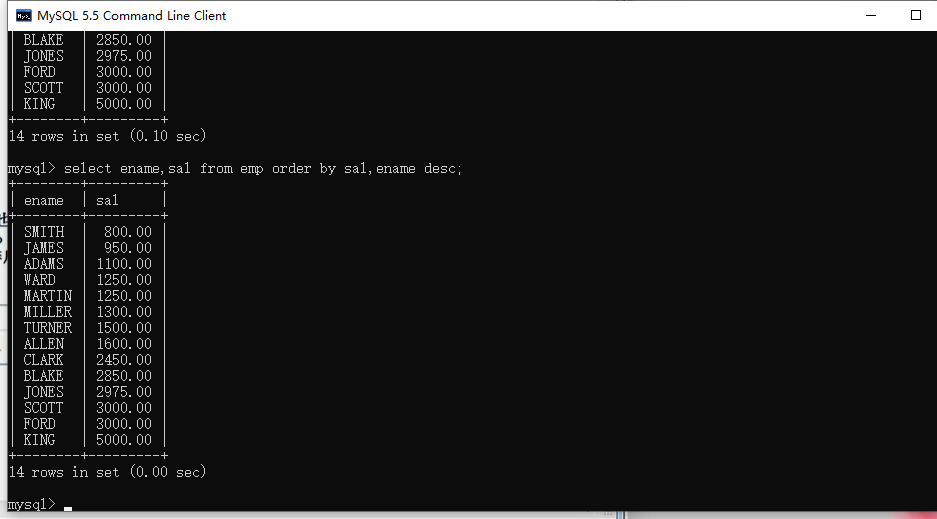 MySQL 5.5 Command Line Client
| BLAKE  | 2850.00 |
| JONES  | 2975.00 |
| FORD   | 3000.00 |
| SCOTT  | 3000.00 |
| KING   | 5000.00 |
+--------+---------+
14 rows in set (0.10 sec)
mysql> select ename,sal from emp order by sal,ename desc;
+--------+---------+
| ename  | sal     |
+--------+---------+
| SMITH  |  800.00 |
| JAMES  |  950.00 |
| ADAMS  | 1100.00 |
| WARD   | 1250.00 |
| MARTIN | 1250.00 |
| MILLER | 1300.00 |
| TURNER | 1500.00 |
| ALLEN  | 1600.00 |
| CLARK  | 2450.00 |
| BLAKE  | 2850.00 |
| JONES  | 2975.00 |
| SCOTT  | 3000.00 |
| FORD   | 3000.00 |
| KING   | 5000.00 |
+--------+---------+
14 rows in set (0.00 sec)
mysql>